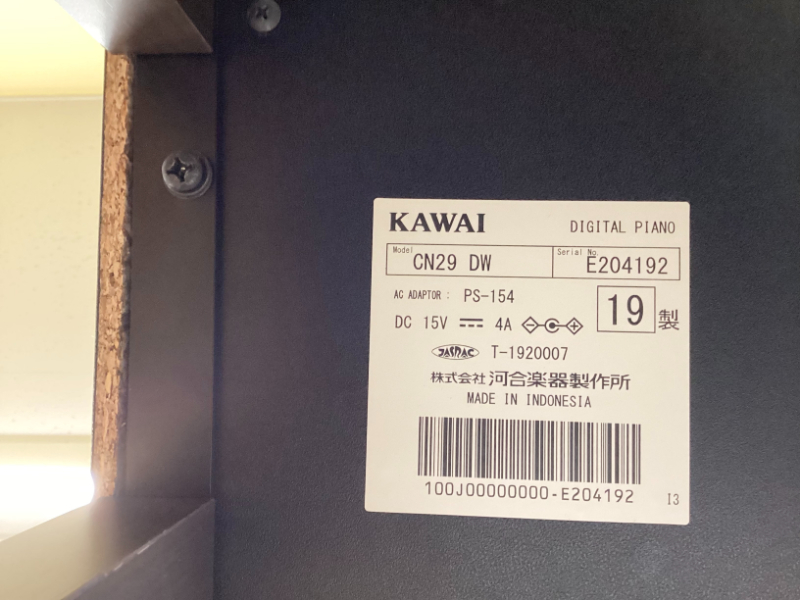 KAWAI DIGITAL PIANO
Model CN29 DW Serial No. E204192
AC ADAPTOR : PS-154
19 製
DC 15V 4A
JASRAC T-1920007
株式会社 河合楽器製作所
MADE IN INDONESIA
100J00000000-E204192 I3